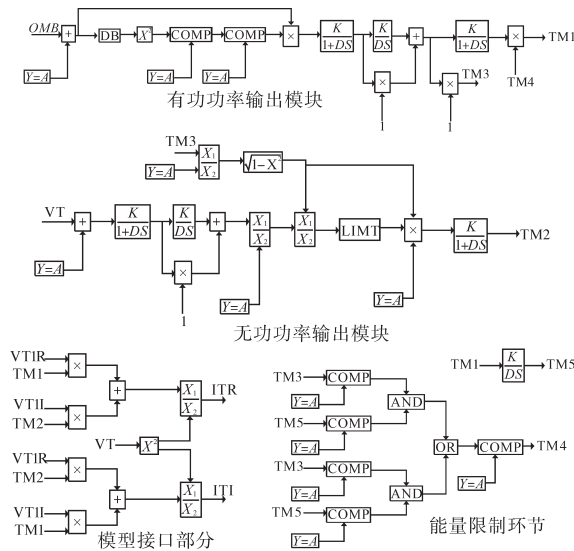 OMB + DB X² COMP COMP × K/1+DS K/DS + K/1+DS × TM1
Y=A Y=A Y=A × × TM3 TM4
1 1
有功功率输出模块
TM3 X₁/X₂ √1-X²
Y=A
VT + K/1+DS K/DS + X₁/X₂ X₁/X₂ LIMT × K/1+DS TM2
Y=A × Y=A Y=A
1
无功功率输出模块
VT1R ×
TM1
+ X₁/X₂ ITR
VT1I ×
TM2
VT X²
VT1R ×
TM2
+ X₁/X₂ ITI
VT1I ×
TM1
模型接口部分
TM3 COMP
Y=A AND
TM5 COMP
Y=A
OR COMP TM4
Y=A
TM3 COMP
Y=A AND
TM5 COMP
Y=A
TM1 K/DS TM5
能量限制环节